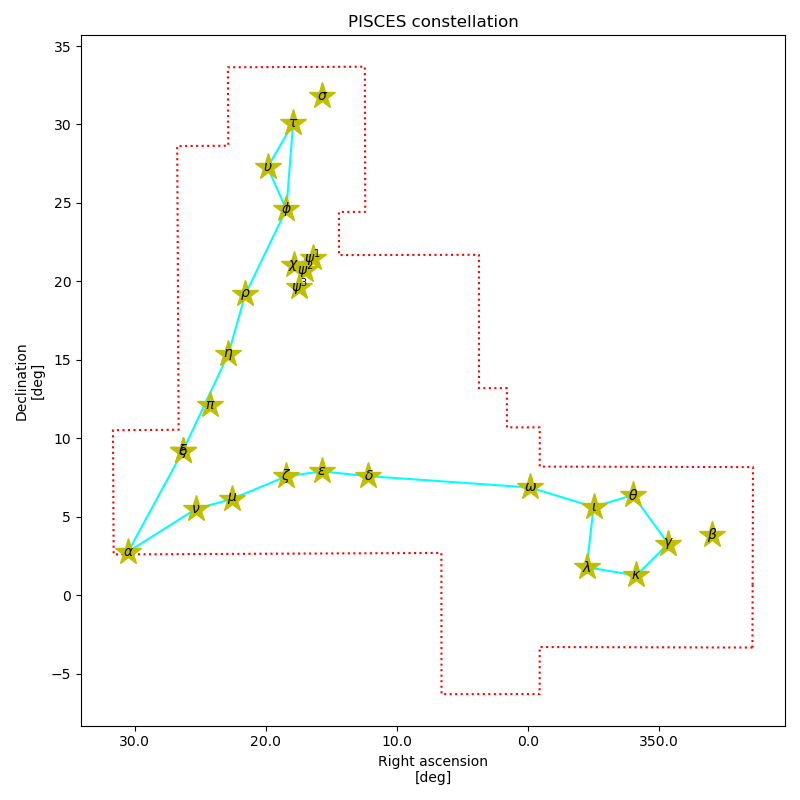 PISCES constellation
35
30
25
20
15
10
5
0
−5
Declination
[deg]
σ
τ
υ
ϕ
ψ¹
χ
ψ²
ψ³
ρ
η
π
ο
ζ
ε
δ
ω
μ
ν
ι
θ
α
λ
κ
γ
β
30.0 20.0 10.0 0.0 350.0
Right ascension
[deg]